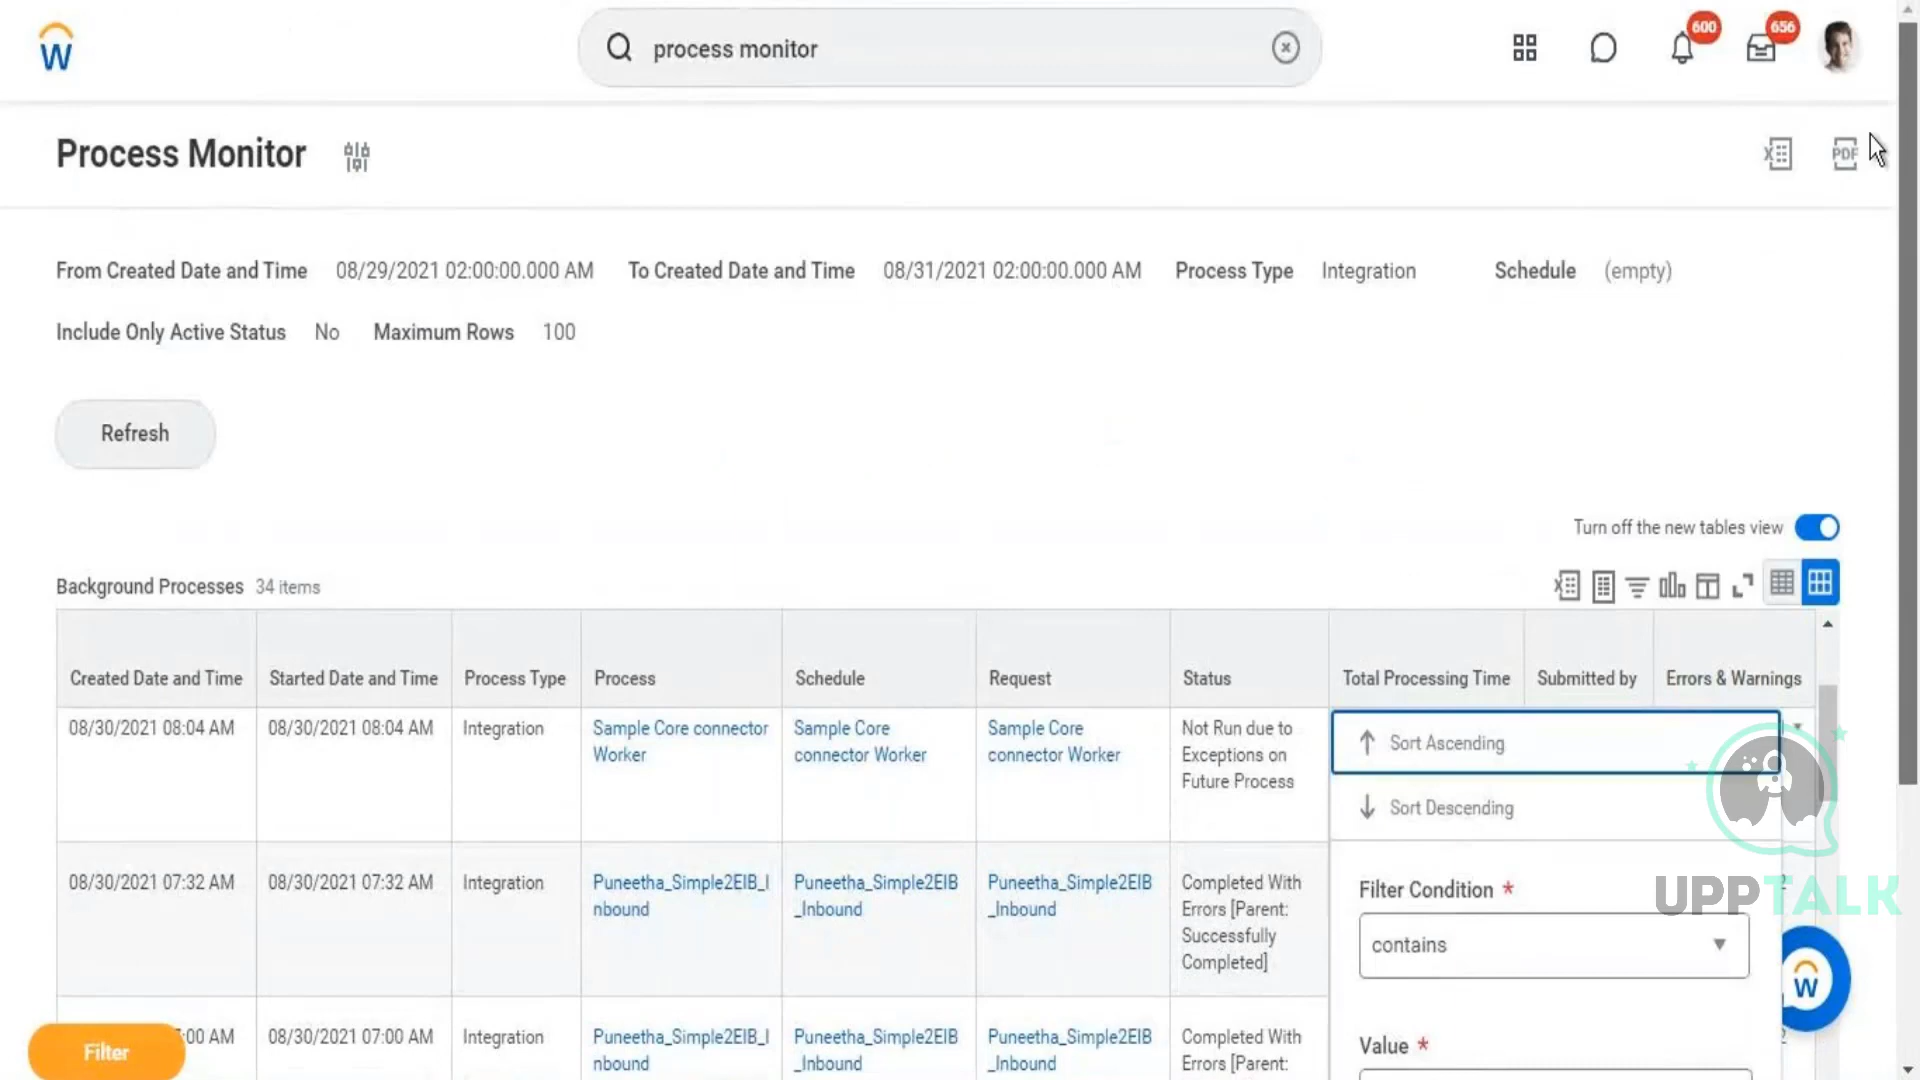 W
process monitor
600
656
Process Monitor
X
PDF
From Created Date and Time 08/29/2021 02:00:00.000 AM To Created Date and Time 08/31/2021 02:00:00.000 AM Process Type Integration Schedule (empty)
Include Only Active Status No Maximum Rows 100
Refresh
Turn off the new tables view
Background Processes 34 items
Created Date and Time Started Date and Time Process Type Process Schedule Request Status Total Processing Time Submitted by Errors & Warnings
08/30/2021 08:04 AM 08/30/2021 08:04 AM Integration Sample Core connector Sample Core Sample Core Not Run due to
Worker connector Worker connector Worker Exceptions on
Future Process
Sort Ascending
Sort Descending
08/30/2021 07:32 AM 08/30/2021 07:32 AM Integration Puneetha_Simple2EIB_I Puneetha_Simple2EIB Puneetha_Simple2EIB Completed With
nbound _Inbound _Inbound Errors [Parent:
Successfully
Completed]
Filter Condition *
contains
UPPTALK
W
:00 AM 08/30/2021 07:00 AM Integration Puneetha_Simple2EIB_I Puneetha_Simple2EIB Puneetha_Simple2EIB Completed With
nbound _Inbound _Inbound Errors [Parent:
Value *
Filter